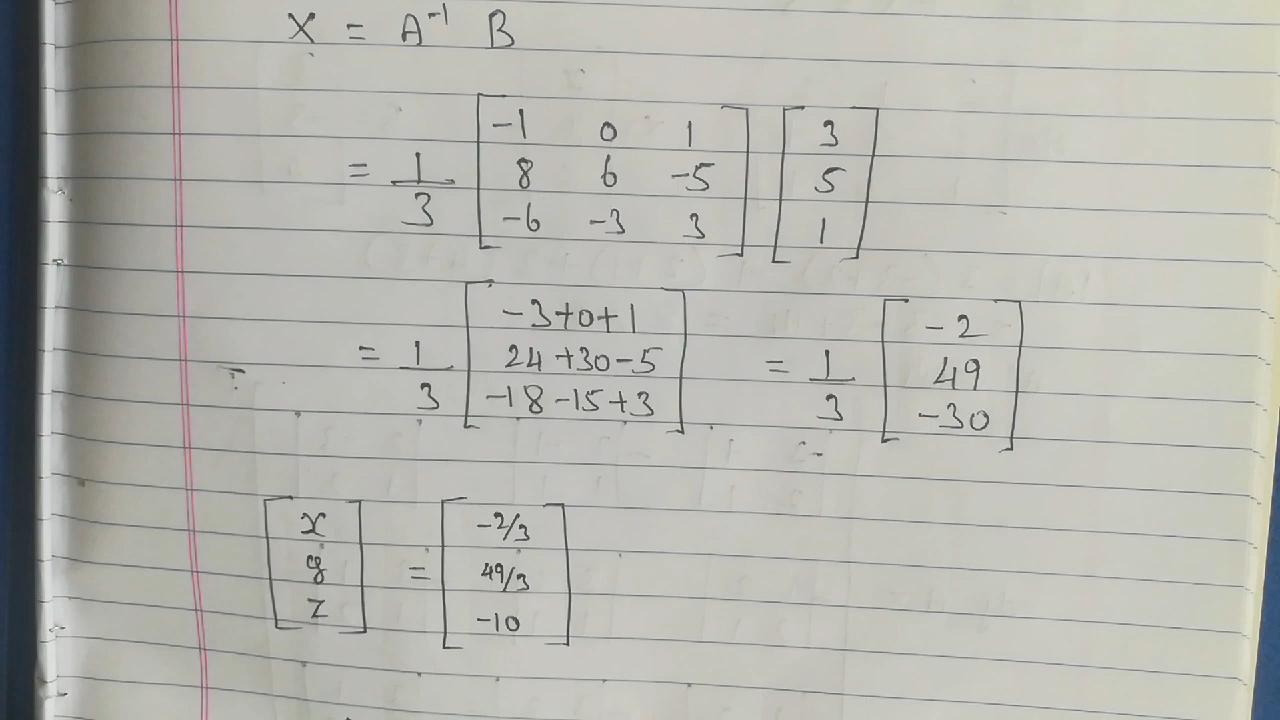 X = A⁻¹ B
= 1/3 [ -1 0 1 ; 8 6 -5 ; -6 -3 3 ] [ 3 ; 5 ; 1 ]
= 1/3 [ -3+0+1 ; 24+30-5 ; -18-15+3 ] = 1/3 [ -2 ; 49 ; -30 ]
[ x ; y ; z ] = [ -2/3 ; 49/3 ; -10 ]